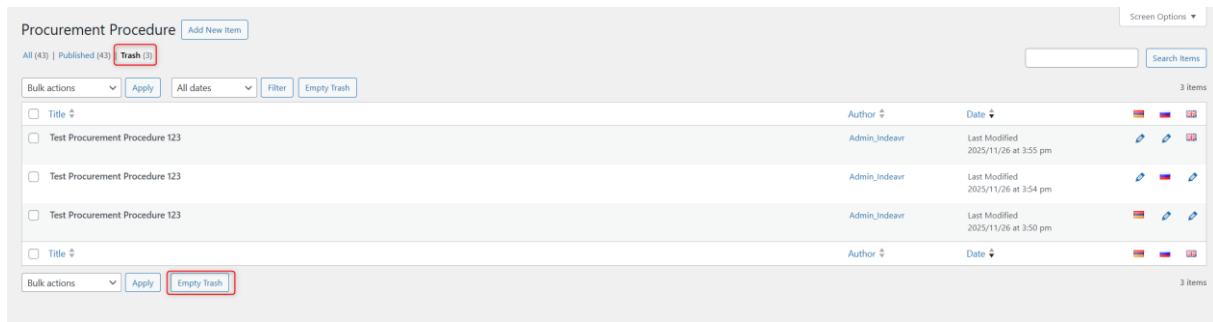 Screen Options ▼
Procurement Procedure Add New Item
All (43) | Published (43) | Trash (3)
Search Items
Bulk actions Apply All dates Filter Empty Trash 3 items
Title Author Date
Test Procurement Procedure 123 Admin_Indeavr Last Modified
2025/11/26 at 3:55 pm
Test Procurement Procedure 123 Admin_Indeavr Last Modified
2025/11/26 at 3:54 pm
Test Procurement Procedure 123 Admin_Indeavr Last Modified
2025/11/26 at 3:50 pm
Title Author Date
Bulk actions Apply Empty Trash 3 items